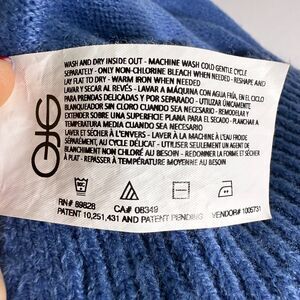 WASH AND DRY INSIDE OUT - MACHINE WASH COLD GENTLE CYCLE
SEPARATELY - ONLY NON-CHLORINE BLEACH WHEN NEEDED - RESHAPE AND
LAY FLAT TO DRY - WARM IRON WHEN NEEDED
LAVAR Y SECAR AL REVÉS - LAVAR A MÁQUINA CON AGUA FRÍA, EN EL CICLO
PARA PRENDAS DELICADAS Y POR SEPARADO - UTILIZAR ÚNICAMENTE
BLANQUEADOR SIN CLORO CUANDO SEA NECESARIO - REMODELAR Y
EXTENDER SOBRE UNA SUPERFICIE PLANA PARA EL SECADO - PLANCHAR A
TEMPERATURA MEDIA CUANDO SEA NECESARIO
LAVER ET SÉCHER À L'ENVERS - LAVER À LA MACHINE À L'EAU FROIDE
SÉPARÉMENT, AU CYCLE DÉLICAT - UTILISER SEULEMENT UN AGENT DE
BLANCHIMENT NON CHLORÉ AU BESOIN - REDONNER LA FORME ET SÉCHER
À PLAT - REPASSER À TEMPÉRATURE MOYENNE AU BESOIN
RN# 89828 CA# 08349 VENDOR# 1005731
PATENT 10,251,431 AND PATENT PENDING